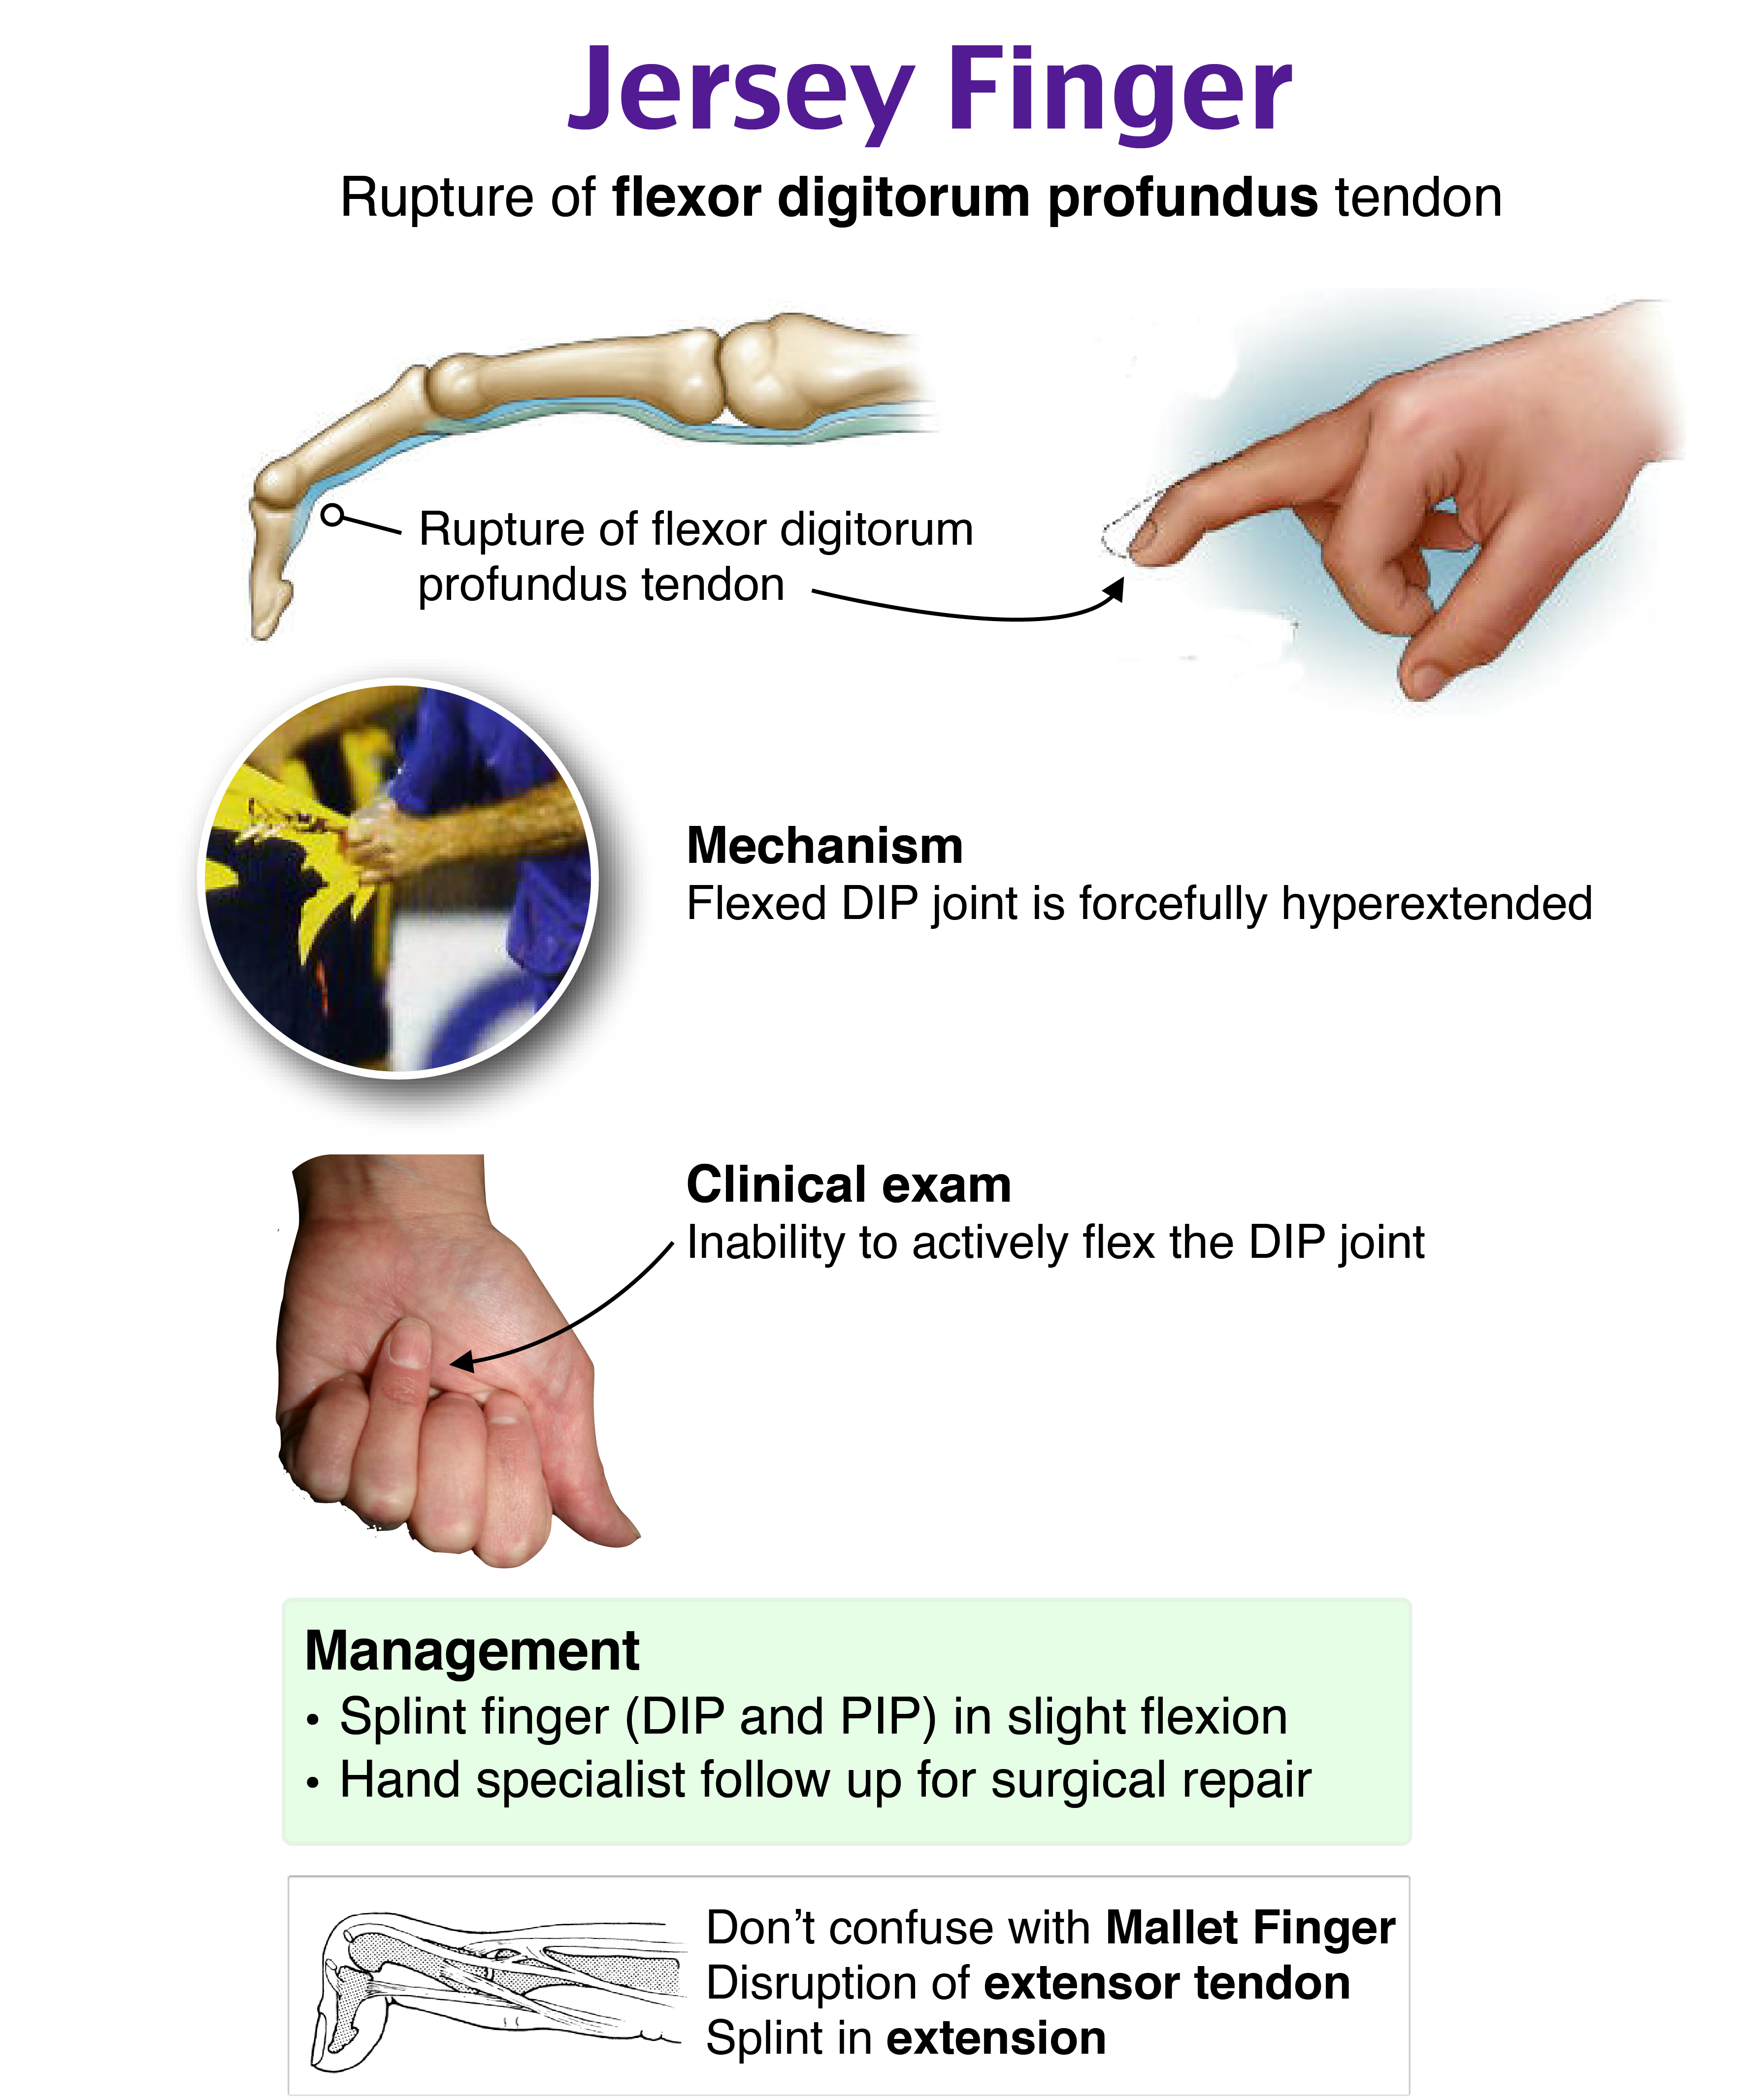 Jersey Finger
Rupture of flexor digitorum profundus tendon
Rupture of flexor digitorum
profundus tendon
Mechanism
Flexed DIP joint is forcefully hyperextended
Clinical exam
Inability to actively flex the DIP joint
Management
• Splint finger (DIP and PIP) in slight flexion
• Hand specialist follow up for surgical repair
Don’t confuse with Mallet Finger
Disruption of extensor tendon
Splint in extension